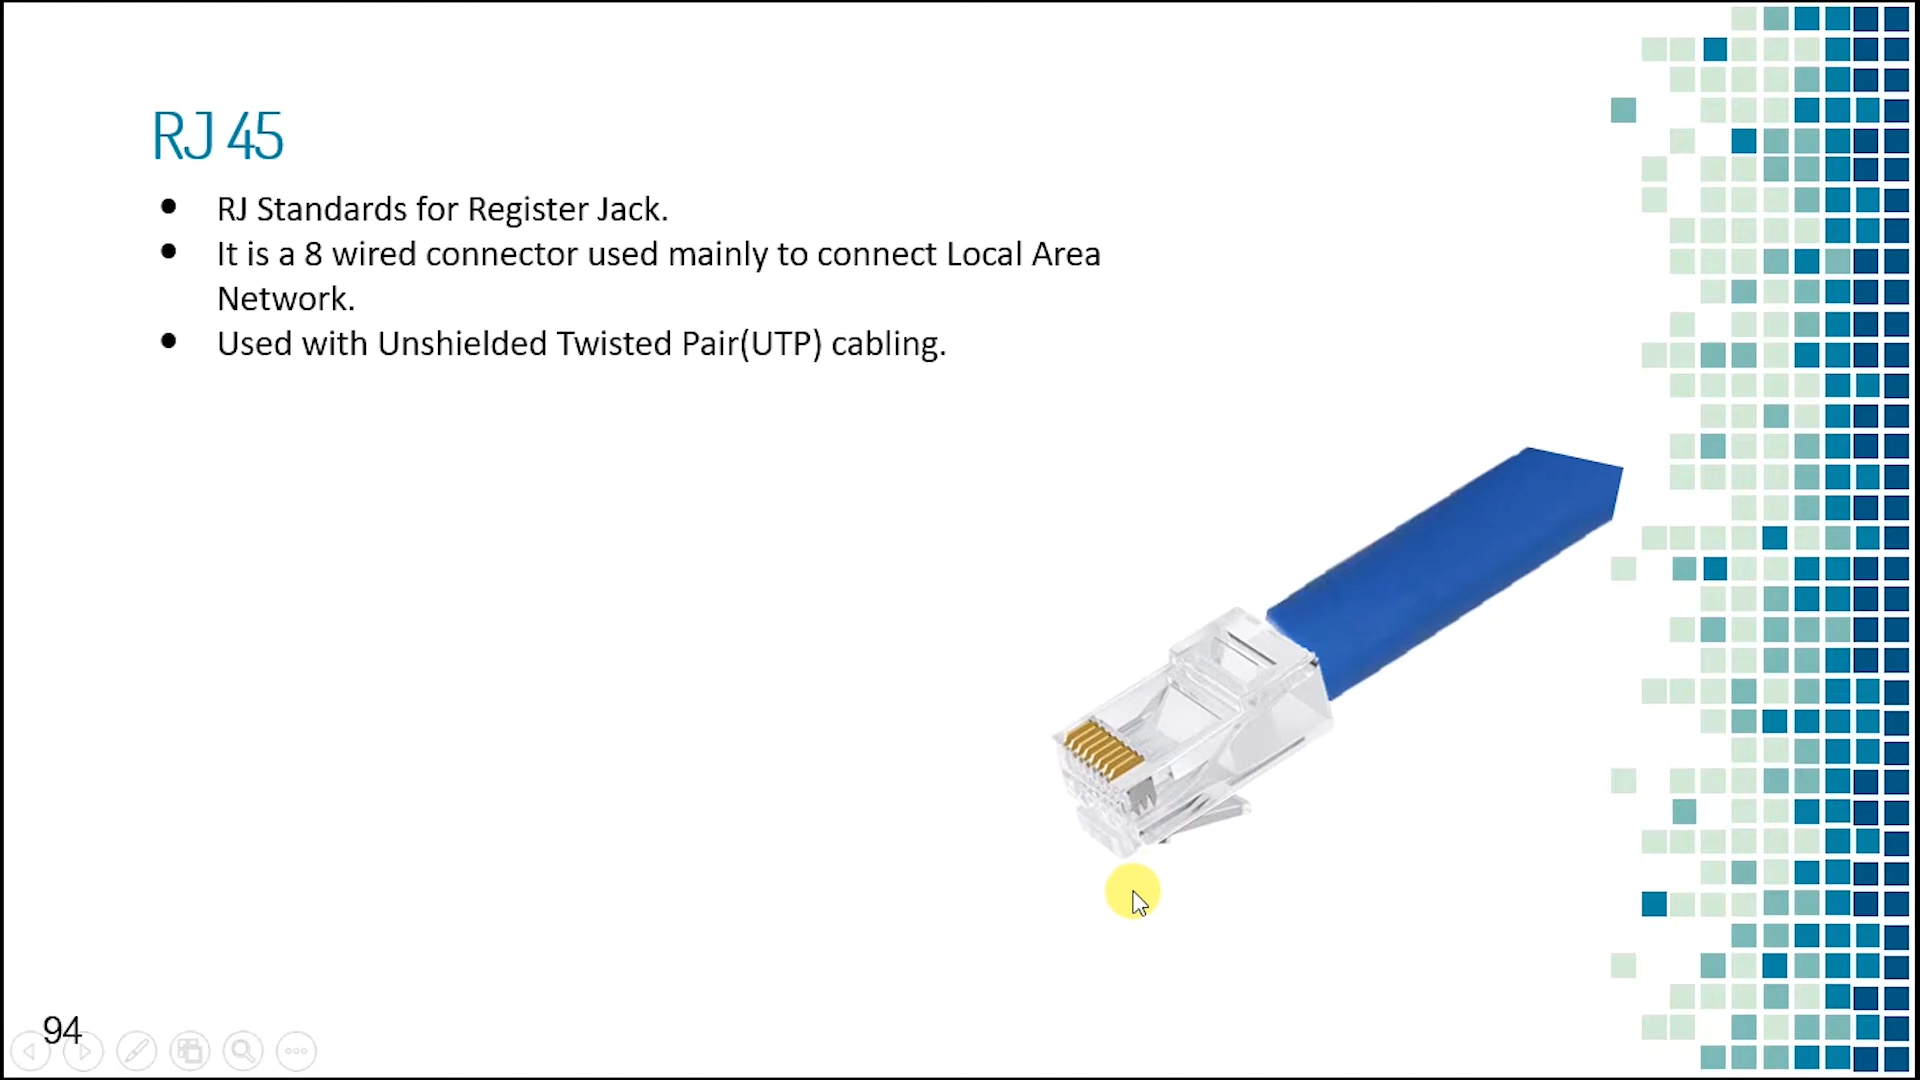 RJ 45
● RJ Standards for Register Jack.
● It is a 8 wired connector used mainly to connect Local Area
Network.
● Used with Unshielded Twisted Pair(UTP) cabling.
94